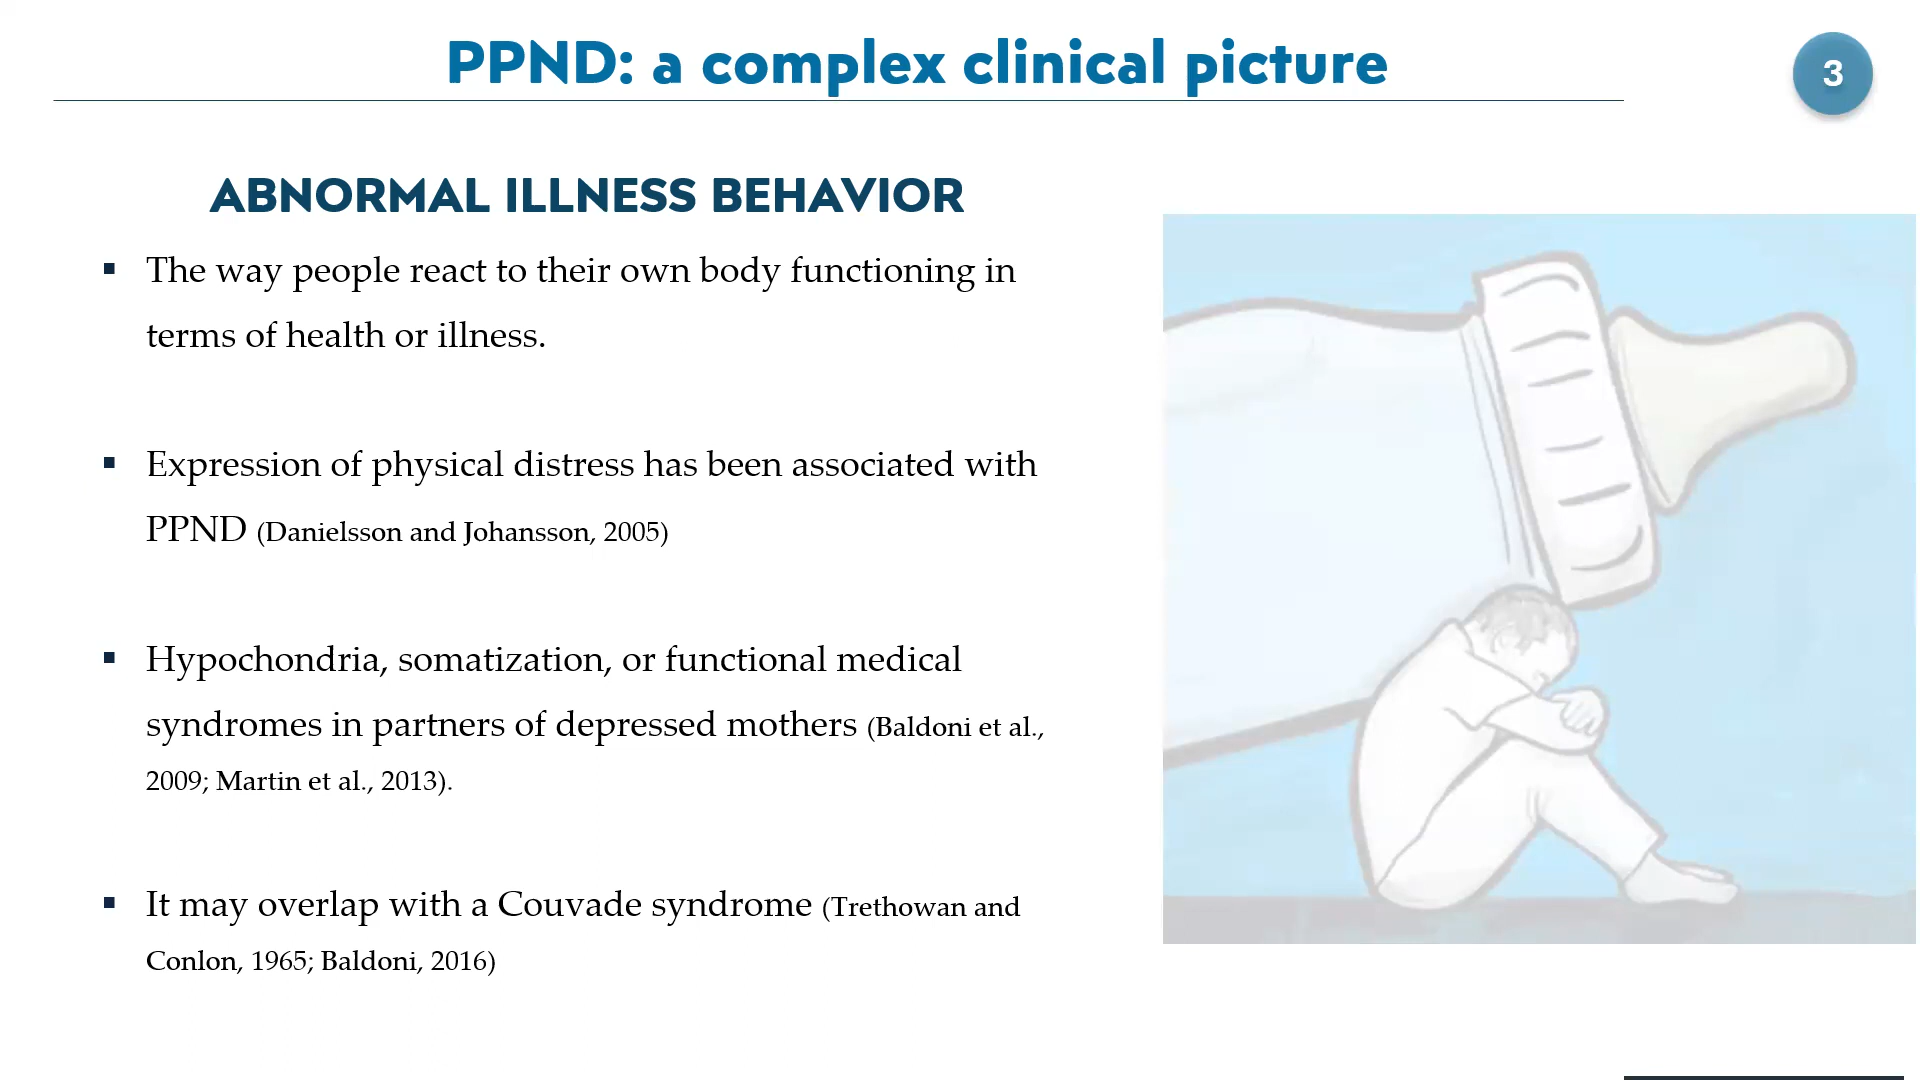 PPND: a complex clinical picture
3
ABNORMAL ILLNESS BEHAVIOR
▪ The way people react to their own body functioning in
terms of health or illness.
▪ Expression of physical distress has been associated with
PPND (Danielsson and Johansson, 2005)
▪ Hypochondria, somatization, or functional medical
syndromes in partners of depressed mothers (Baldoni et al.,
2009; Martin et al., 2013).
▪ It may overlap with a Couvade syndrome (Trethowan and
Conlon, 1965; Baldoni, 2016)